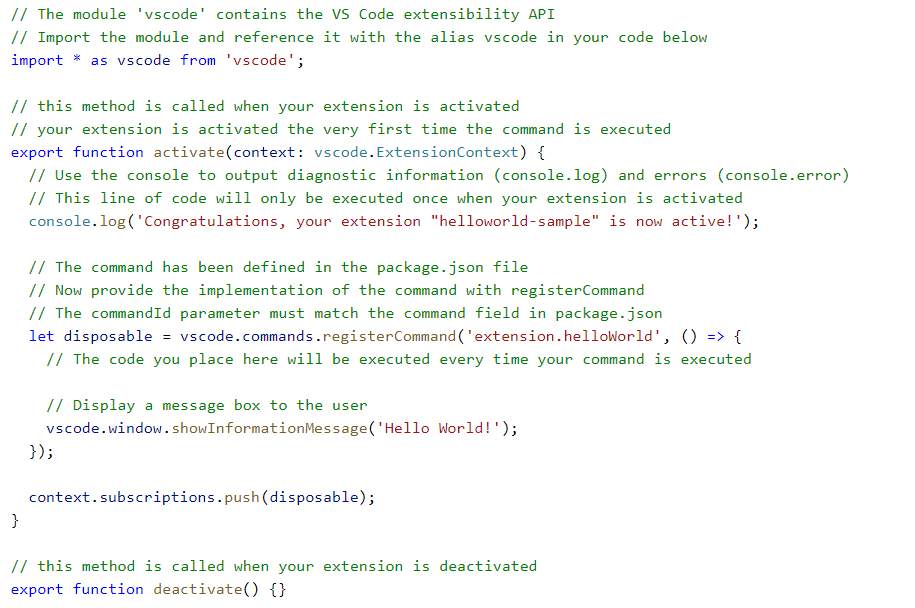 // The module 'vscode' contains the VS Code extensibility API
// Import the module and reference it with the alias vscode in your code below
import * as vscode from 'vscode';

// this method is called when your extension is activated
// your extension is activated the very first time the command is executed
export function activate(context: vscode.ExtensionContext) {
  // Use the console to output diagnostic information (console.log) and errors (console.error)
  // This line of code will only be executed once when your extension is activated
  console.log('Congratulations, your extension "helloworld-sample" is now active!');

  // The command has been defined in the package.json file
  // Now provide the implementation of the command with registerCommand
  // The commandId parameter must match the command field in package.json
  let disposable = vscode.commands.registerCommand('extension.helloWorld', () => {
    // The code you place here will be executed every time your command is executed

    // Display a message box to the user
    vscode.window.showInformationMessage('Hello World!');
  });

  context.subscriptions.push(disposable);
}

// this method is called when your extension is deactivated
export function deactivate() {}